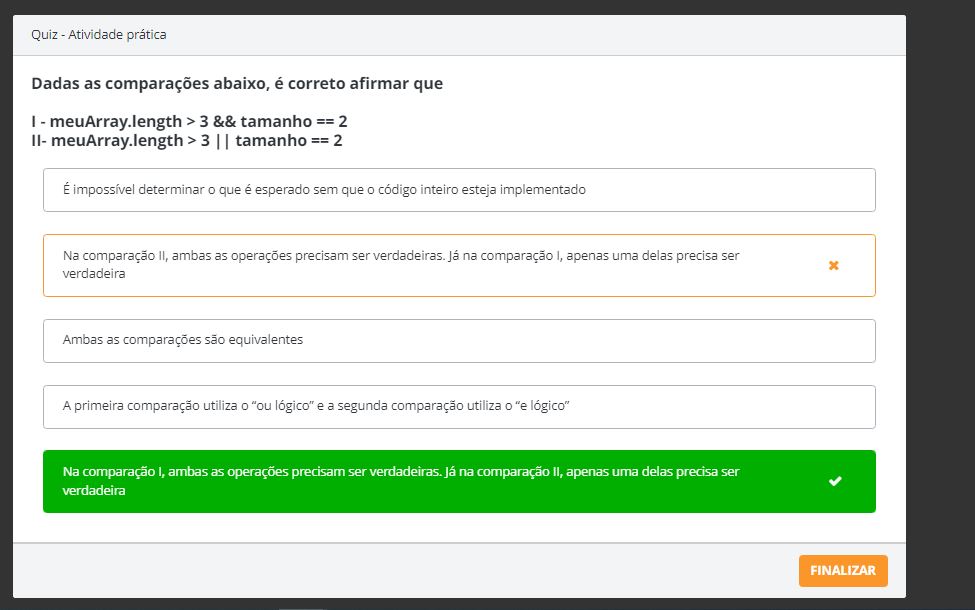 Quiz - Atividade prática
Dadas as comparações abaixo, é correto afirmar que
I - meuArray.length > 3 && tamanho == 2
II- meuArray.length > 3 || tamanho == 2
É impossível determinar o que é esperado sem que o código inteiro esteja implementado
Na comparação II, ambas as operações precisam ser verdadeiras. Já na comparação I, apenas uma delas precisa ser
verdadeira
Ambas as comparações são equivalentes
A primeira comparação utiliza o “ou lógico” e a segunda comparação utiliza o “e lógico”
Na comparação I, ambas as operações precisam ser verdadeiras. Já na comparação II, apenas uma delas precisa ser
verdadeira
FINALIZAR